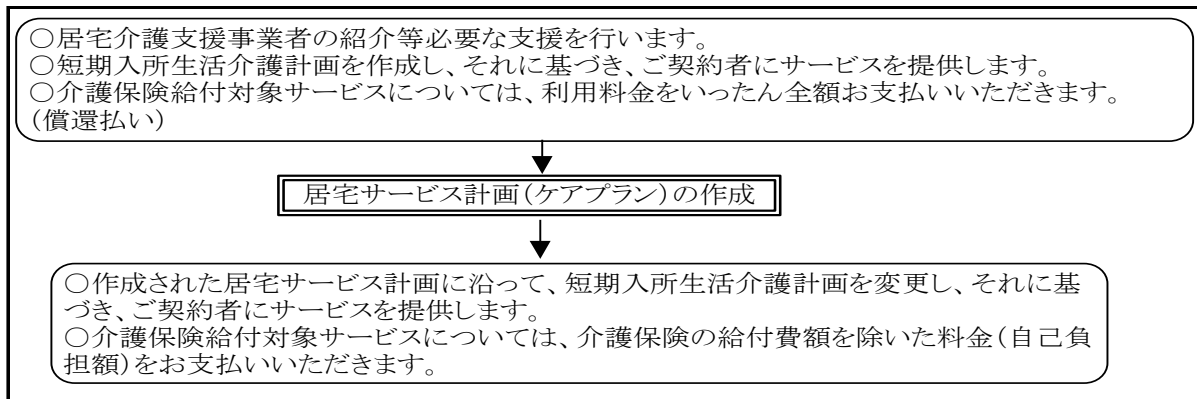 ○居宅介護支援事業者の紹介等必要な支援を行います。
○短期入所生活介護計画を作成し、それに基づき、ご契約者にサービスを提供します。
○介護保険給付対象サービスについては、利用料金をいったん全額お支払いいただきます。
(償還払い)
居宅サービス計画(ケアプラン)の作成
○作成された居宅サービス計画に沿って、短期入所生活介護計画を変更し、それに基
づき、ご契約者にサービスを提供します。
○介護保険給付対象サービスについては、介護保険の給付費額を除いた料金(自己負
担額)をお支払いいただきます。